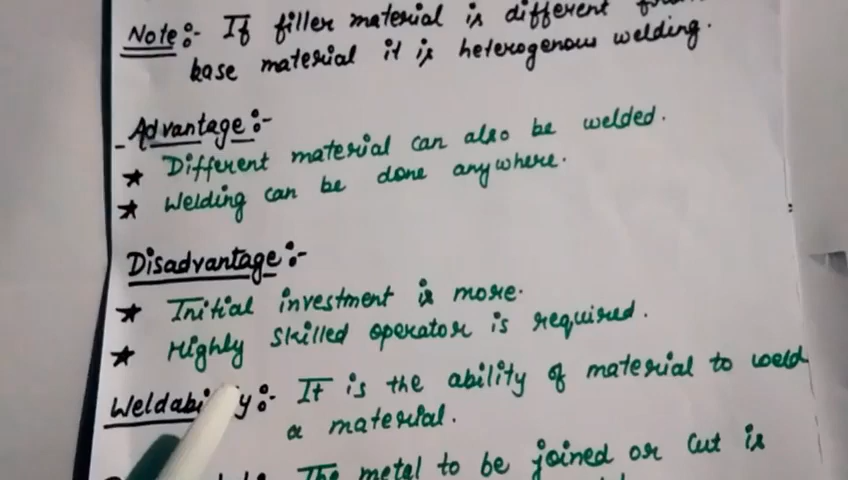 Note:- If filler material is different
base material it is heterogenous welding.
Advantage:-
★ Different material can also be welded.
★ Welding can be done anywhere.
Disadvantage:-
★ Initial investment is more.
★ Highly skilled operator is required.
Weldability:- It is the ability of material to weld
a material.
The metal to be joined or cut is